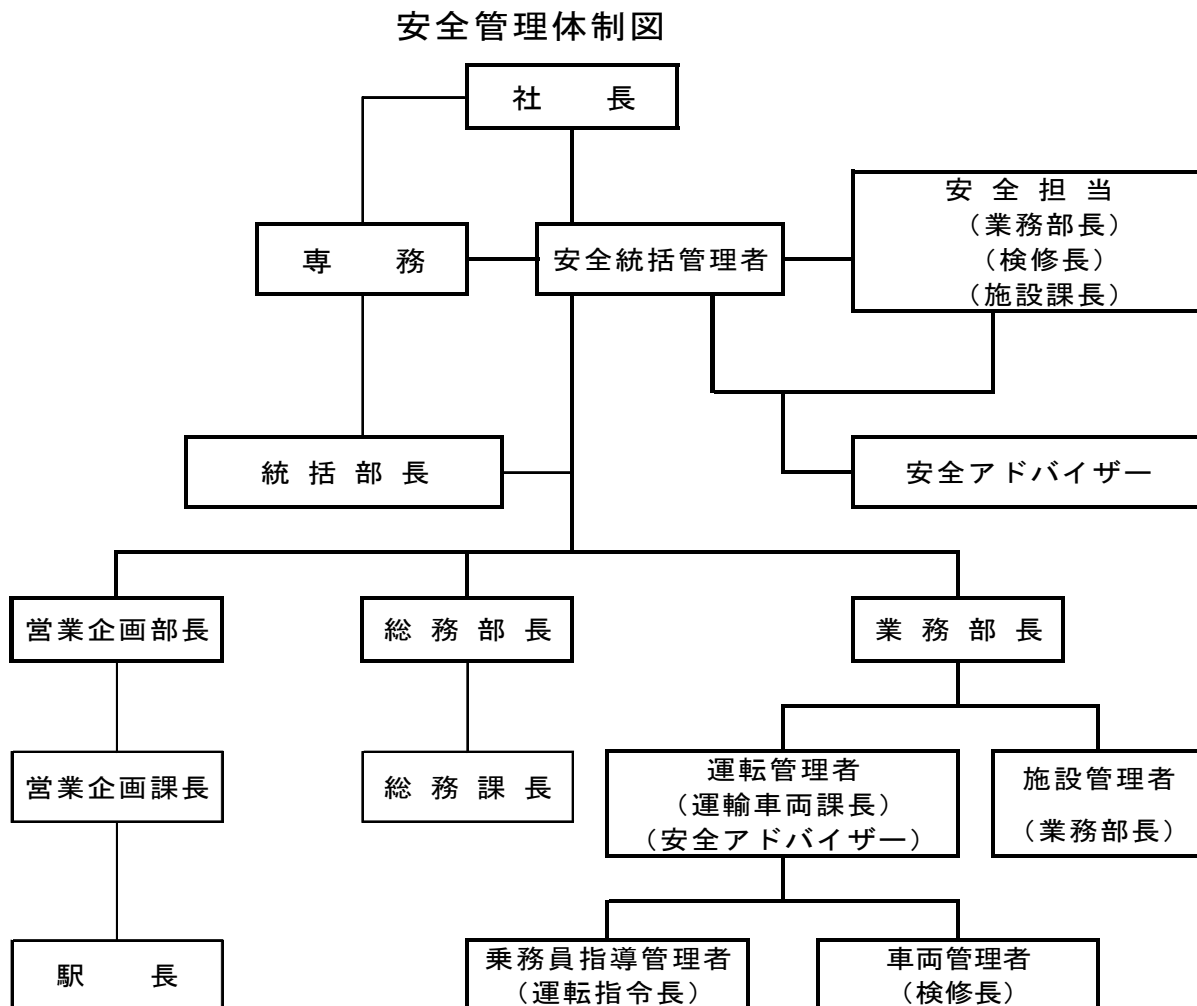 安全管理体制図
社長
安全担当
（業務部長）
（検修長）
（施設課長）
専務
安全統括管理者
統括部長
安全アドバイザー
営業企画部長
総務部長
業務部長
営業企画課長
総務課長
運転管理者
（運輸車両課長）
（安全アドバイザー）
施設管理者
（業務部長）
駅長
乗務員指導管理者
（運転指令長）
車両管理者
（検修長）